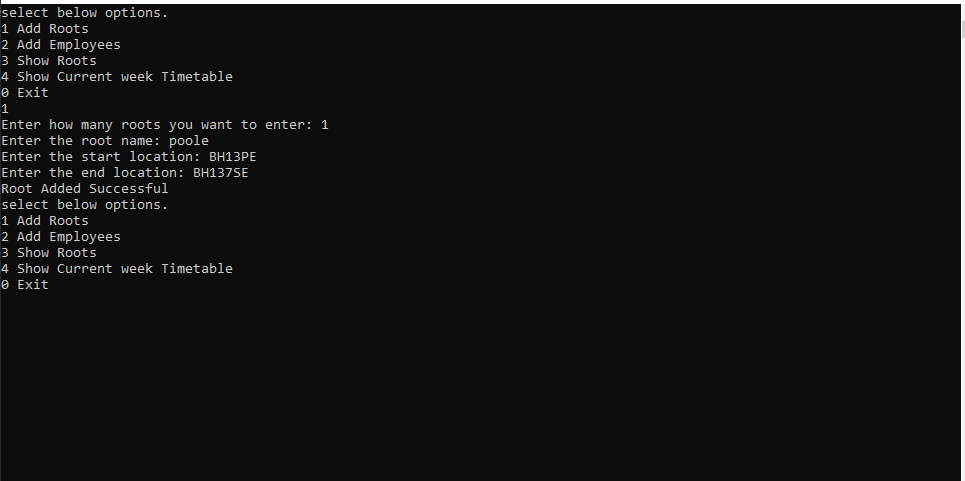 select below options.
1 Add Roots
2 Add Employees
3 Show Roots
4 Show Current week Timetable
0 Exit
1
Enter how many roots you want to enter: 1
Enter the root name: poole
Enter the start location: BH13PE
Enter the end location: BH137SE
Root Added Successful
select below options.
1 Add Roots
2 Add Employees
3 Show Roots
4 Show Current week Timetable
0 Exit